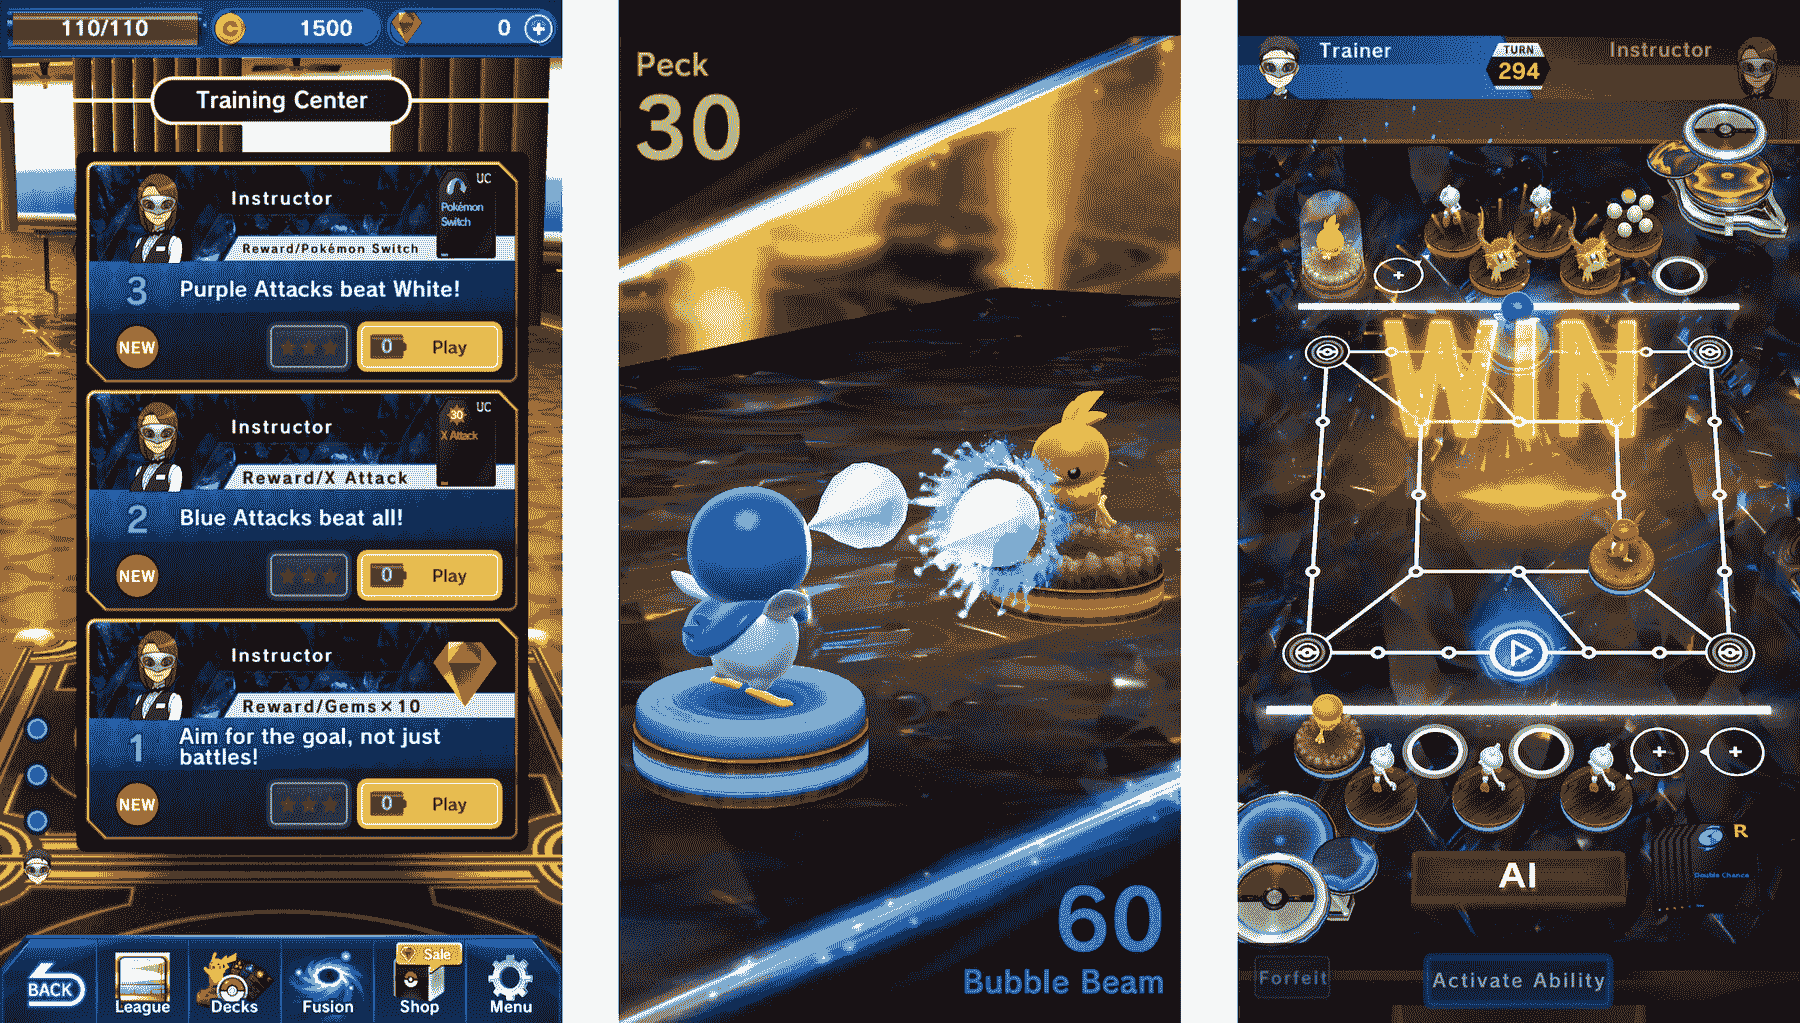 110/110
1500
0
Training Center
UC
Instructor
Pokémon
Switch
Reward/Pokémon Switch
3
Purple Attacks beat White!
NEW
0
Play
UC
30
Instructor
X Attack
Reward/X Attack
2
Blue Attacks beat all!
NEW
0
Play
Instructor
Reward/Gems×10
1
Aim for the goal, not just
battles!
NEW
0
Play
Sale
BACK
League
Decks
Fusion
Shop
Menu
Peck
30
60
Bubble Beam
Trainer
TURN
294
Instructor
WIN
R
AI
Double Chance
Forfeit
Activate Ability